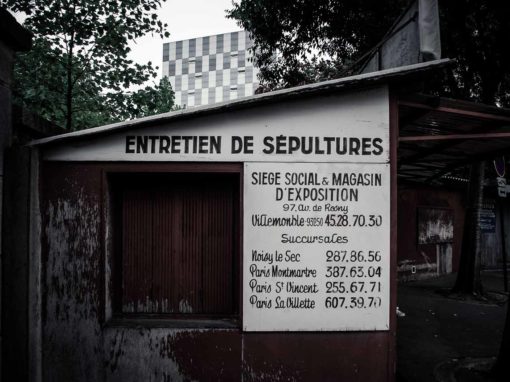 ENTRETIEN DE SÉPULTURES
SIEGE SOCIAL & MAGASIN
D'EXPOSITION
97, Av. de Rosny
Villemomble-93250 45.28.70.30
Succursales
Noisy Le Sec 287.86.56
Paris Montmartre 387.63.04
Paris St Vincent 255.67.71
Paris La Villette 607.39.70